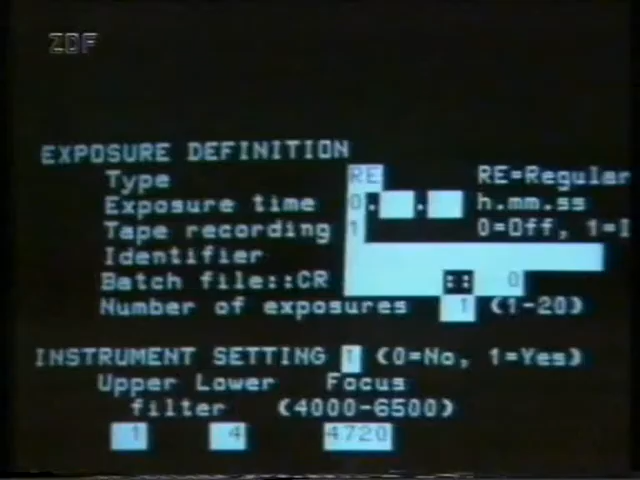 ZDF
EXPOSURE DEFINITION
Type RE RE=Regular
Exposure time 0. . h.mm.ss
Tape recording 1 0=Off, 1=I
Identifier
Batch file::CR :: 0
Number of exposures 1 (1-20)
INSTRUMENT SETTING 1 (0=No, 1=Yes)
Upper Lower Focus
filter (4000-6500)
1 4 4720